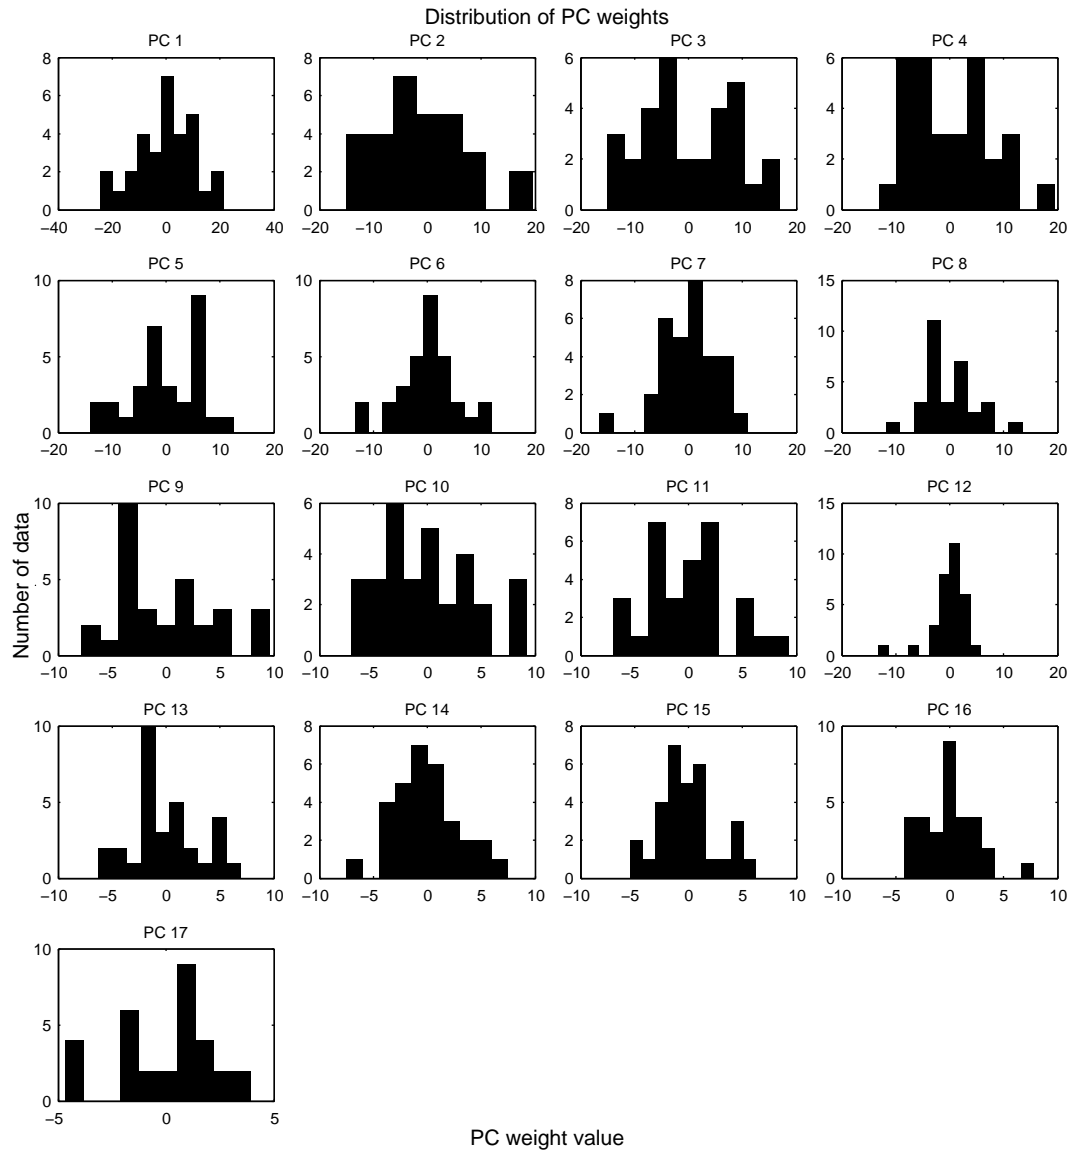 Distribution of PC weights
PC 1 PC 2 PC 3 PC 4
8 8 6 6
6 6
4 4
4 4
2 2
2 2
0 0 0 0
−40 −20 0 20 40 −20 −10 0 10 20 −20 −10 0 10 20 −20 −10 0 10 20
PC 5 PC 6 PC 7 PC 8
10 10 8 15
6
10
5 5 4
5
2
0 0 0 0
−20 −10 0 10 20 −20 −10 0 10 20 −20 −10 0 10 20 −20 −10 0 10 20
PC 9 PC 10 PC 11 PC 12
10 6 8 15
6
4 10
5 4
2 5
2
0 0 0 0
−10 −5 0 5 10 −10 −5 0 5 10 −10 −5 0 5 10 −20 −10 0 10 20
Number of data
PC 13 PC 14 PC 15 PC 16
10 8 8 10
6 6
5 4 4 5
2 2
0 0 0 0
−10 −5 0 5 10 −10 −5 0 5 10 −10 −5 0 5 10 −10 −5 0 5 10
PC 17
10
5
0
−5 0 5
PC weight value